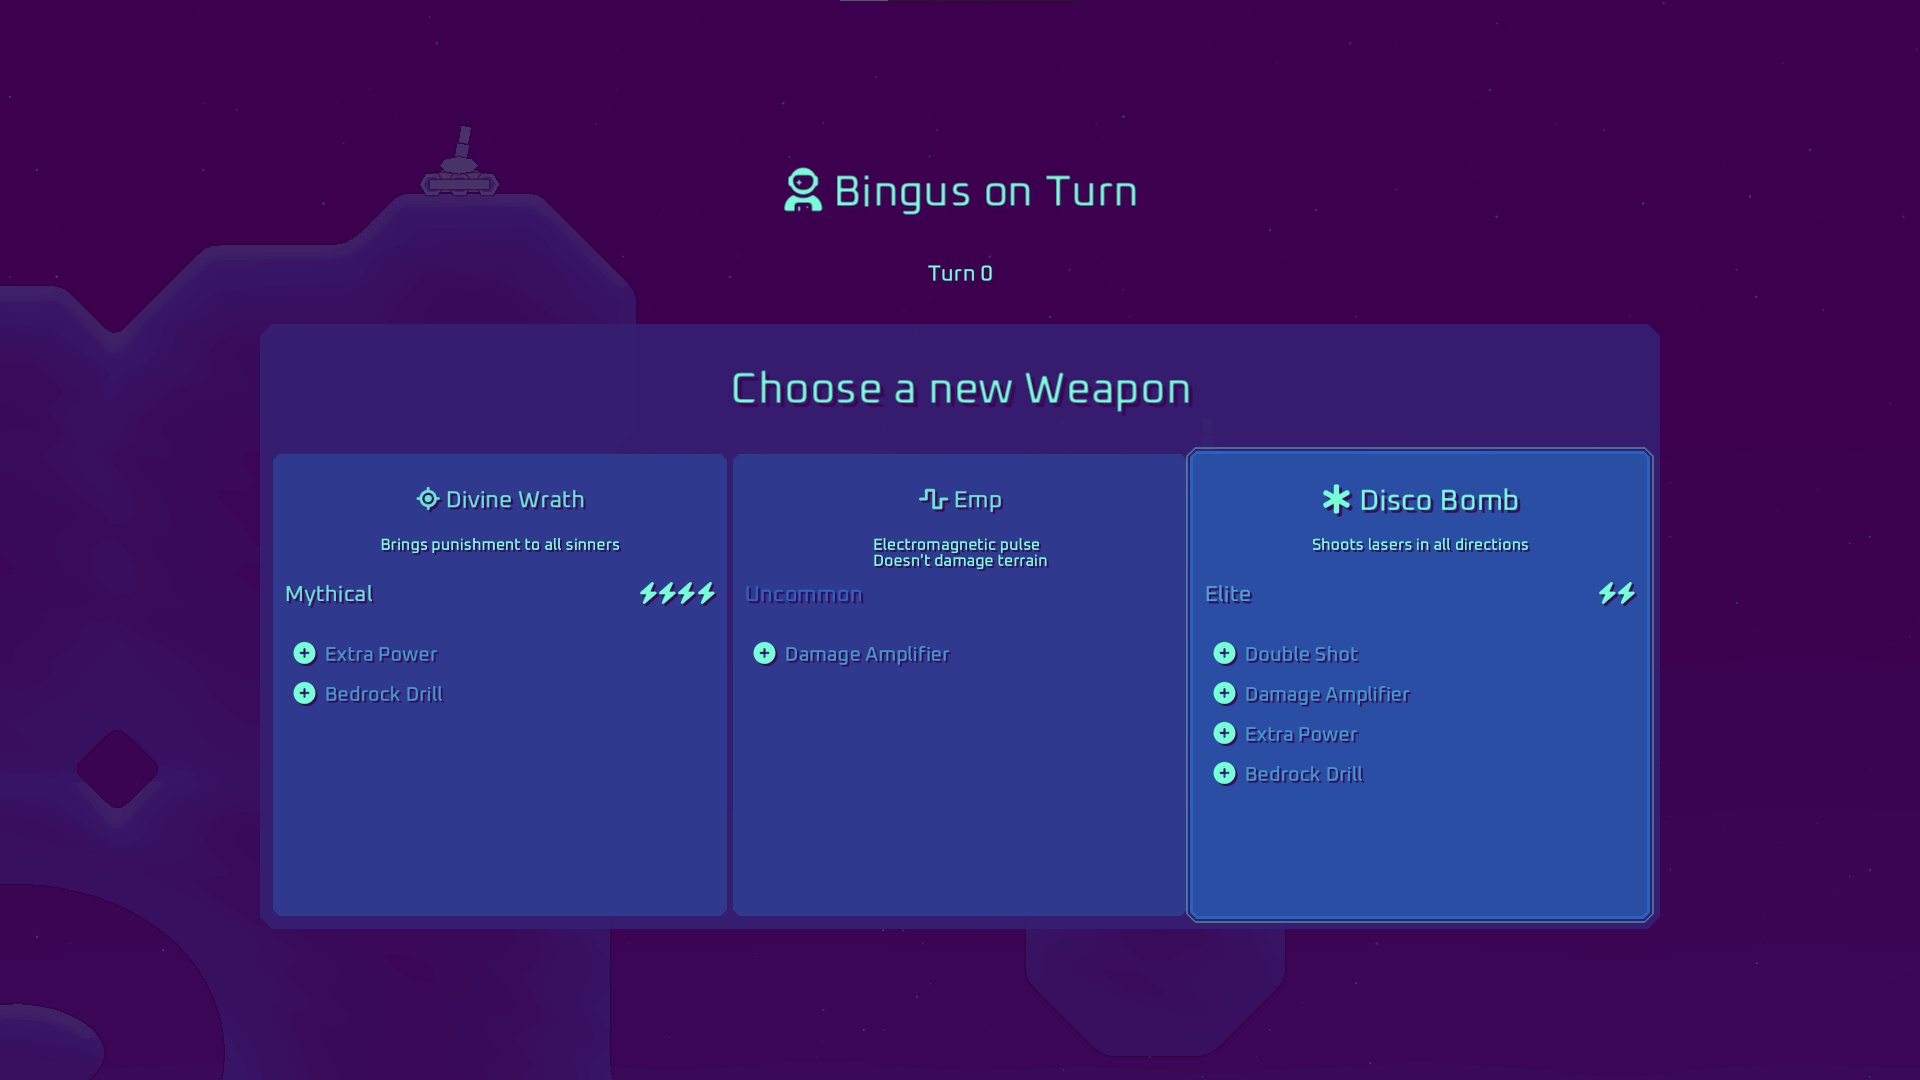 Bingus on Turn
Turn 0
Choose a new Weapon
Divine Wrath
Brings punishment to all sinners
Mythical
Extra Power
Bedrock Drill
Emp
Electromagnetic pulse
Doesn't damage terrain
Uncommon
Damage Amplifier
Disco Bomb
Shoots lasers in all directions
Elite
Double Shot
Damage Amplifier
Extra Power
Bedrock Drill